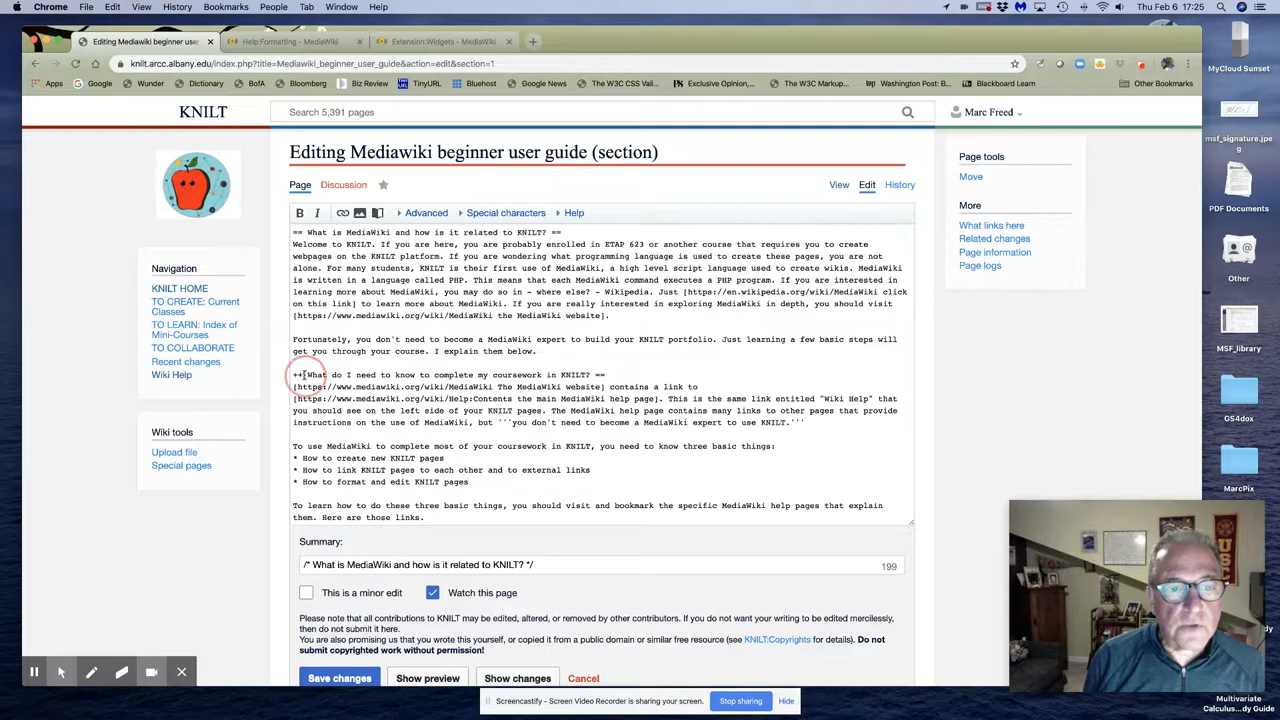 Chrome File Edit View History Bookmarks People Tab Window Help Thu Feb 6 17:25
Editing Mediawiki beginner user Help:Formatting - MediaWiki Extension:Widgets - MediaWiki
knilt.arcc.albany.edu/index.php?title=Mediawiki_beginner_user_guide&action=edit&section=1
Apps Google Wunder Dictionary BofA Bloomberg Biz Review TinyURL Bluehost Google News The W3C CSS Vali... Exclusive Opinion,... The W3C Markup... Washington Post: B... Blackboard Learn Other Bookmarks
KNILT
Search 5,391 pages
Marc Freed
Editing Mediawiki beginner user guide (section)
Page Discussion View Edit History
B I Advanced Special characters Help
== What is MediaWiki and how is it related to KNILT? ==
Welcome to KNILT. If you are here, you are probably enrolled in ETAP 623 or another course that requires you to create
webpages on the KNILT platform. If you are wondering what programming language is used to create these pages, you are not
alone. For many students, KNILT is their first use of MediaWiki, a high level script language used to create wikis. MediaWiki
is written in a language called PHP. This means that each MediaWiki command executes a PHP program. If you are interested in
learning more about MediaWiki, you may do so in - where else? - Wikipedia. Just [https://en.wikipedia.org/wiki/MediaWiki click
on this link] to learn more about MediaWiki. If you are really interested in exploring MediaWiki in depth, you should visit
[https://www.mediawiki.org/wiki/MediaWiki the MediaWiki website].
Fortunately, you don't need to become a MediaWiki expert to build your KNILT portfolio. Just learning a few basic steps will
get you through your course. I explain them below.
What do I need to know to complete my coursework in KNILT? ==
[https://www.mediawiki.org/wiki/MediaWiki The MediaWiki website] contains a link to
[https://www.mediawiki.org/wiki/Help:Contents the main MediaWiki help page]. This is the same link entitled "Wiki Help" that
you should see on the left side of your KNILT pages. The MediaWiki help page contains many links to other pages that provide
instructions on the use of MediaWiki, but '''you don't need to become a MediaWiki expert to use KNILT.'''
To use MediaWiki to complete most of your coursework in KNILT, you need to know three basic things:
* How to create new KNILT pages
* How to link KNILT pages to each other and to external links
* How to format and edit KNILT pages
To learn how to do these three basic things, you should visit and bookmark the specific MediaWiki help pages that explain
them. Here are those links.
Summary:
/* What is MediaWiki and how is it related to KNILT? */ 199
This is a minor edit Watch this page
Please note that all contributions to KNILT may be edited, altered, or removed by other contributors. If you do not want your writing to be edited mercilessly,
then do not submit it here.
You are also promising us that you wrote this yourself, or copied it from a public domain or similar free resource (see KNILT:Copyrights for details). Do not
submit copyrighted work without permission!
Save changes Show preview Show changes Cancel
Navigation
KNILT HOME
TO CREATE: Current
Classes
TO LEARN: Index of
Mini-Courses
TO COLLABORATE
Recent changes
Wiki Help
Wiki tools
Upload file
Special pages
Page tools
Move
More
What links here
Related changes
Page information
Page logs
MyCloud Sunset
msf_signature.jpe
g
PDF Documents
Other
MSF_LITERATURE
GS4dox
MarcPix
Screencastify - Screen Video Recorder is sharing your screen. Stop sharing Hide
Multivariate
Calculus...dy Guide